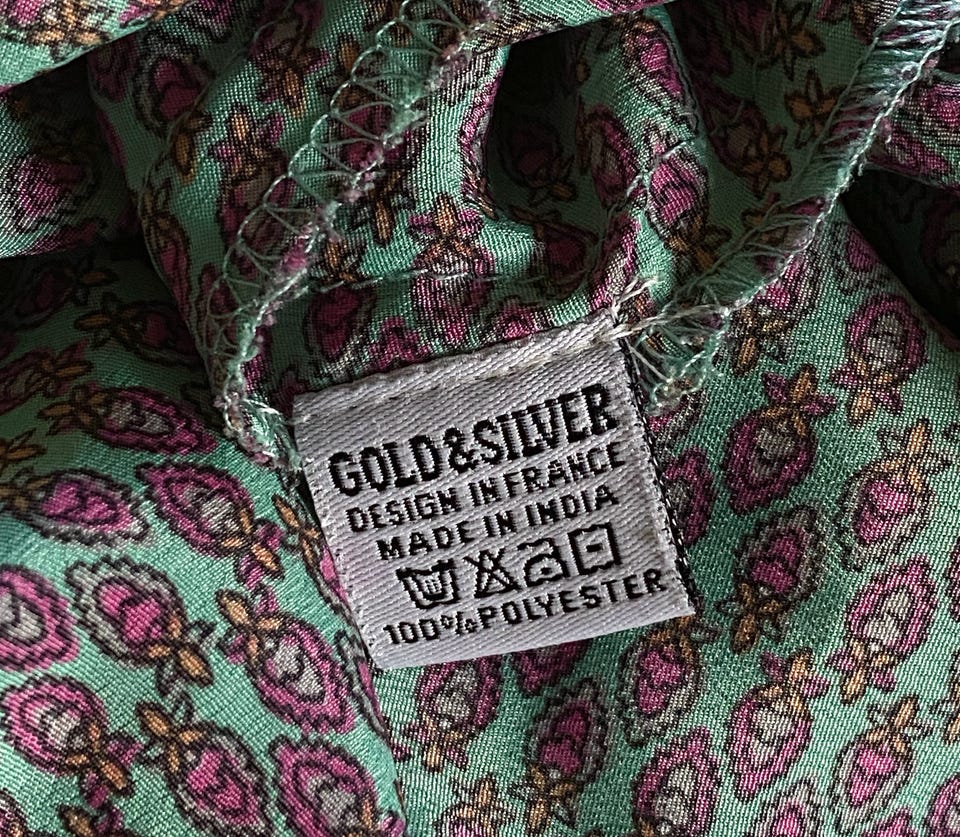 GOLD&SILVER
DESIGN IN FRANCE
MADE IN INDIA
100%POLYESTER